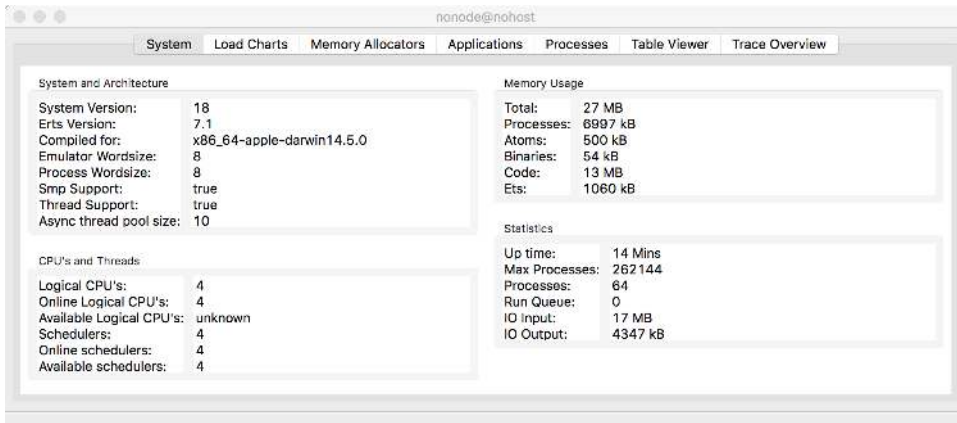 nonode@nohost
System Load Charts Memory Allocators Applications Processes Table Viewer Trace Overview
System and Architecture
System Version: 18
Erts Version: 7.1
Compiled for: x86_64-apple-darwin14.5.0
Emulator Wordsize: 8
Process Wordsize: 8
Smp Support: true
Thread Support: true
Async thread pool size: 10
CPU's and Threads
Logical CPU's: 4
Online Logical CPU's: 4
Available Logical CPU's: unknown
Schedulers: 4
Online schedulers: 4
Available schedulers: 4
Memory Usage
Total: 27 MB
Processes: 6997 kB
Atoms: 500 kB
Binaries: 54 kB
Code: 13 MB
Ets: 1060 kB
Statistics
Up time: 14 Mins
Max Processes: 262144
Processes: 64
Run Queue: 0
IO Input: 17 MB
IO Output: 4347 kB